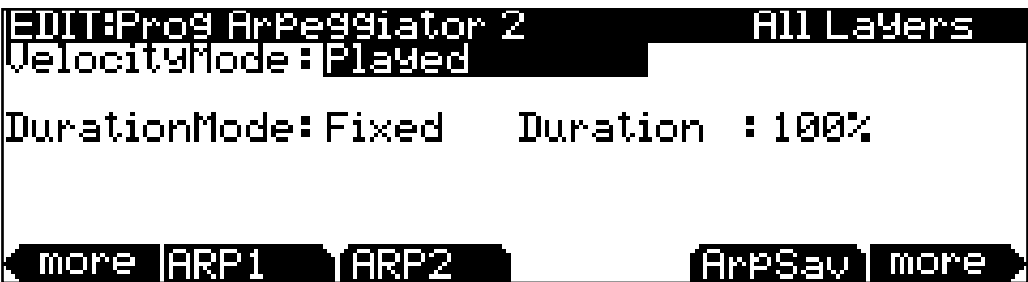 EDIT:Prog Arpeggiator 2 All Layers
VelocityMode:Played
DurationMode:Fixed Duration :100%
more ARP1 ARP2 ArpSav more